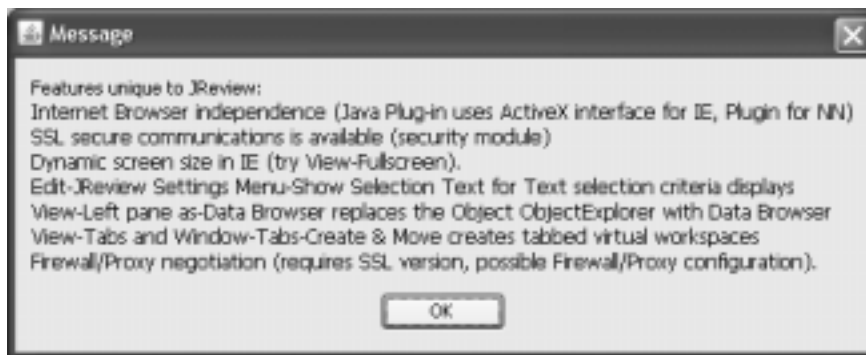 Message
Features unique to JReview:
Internet Browser independence (Java Plug-in uses ActiveX interface for IE, Plugin for NN)
SSL secure communications is available (security module)
Dynamic screen size in IE (try View-Fullscreen).
Edit-JReview Settings Menu-Show Selection Text for Text selection criteria displays
View-Left pane as-Data Browser replaces the Object ObjectExplorer with Data Browser
View-Tabs and Window-Tabs-Create & Move creates tabbed virtual workspaces
Firewall/Proxy negotiation (requires SSL version, possible Firewall/Proxy configuration).
OK